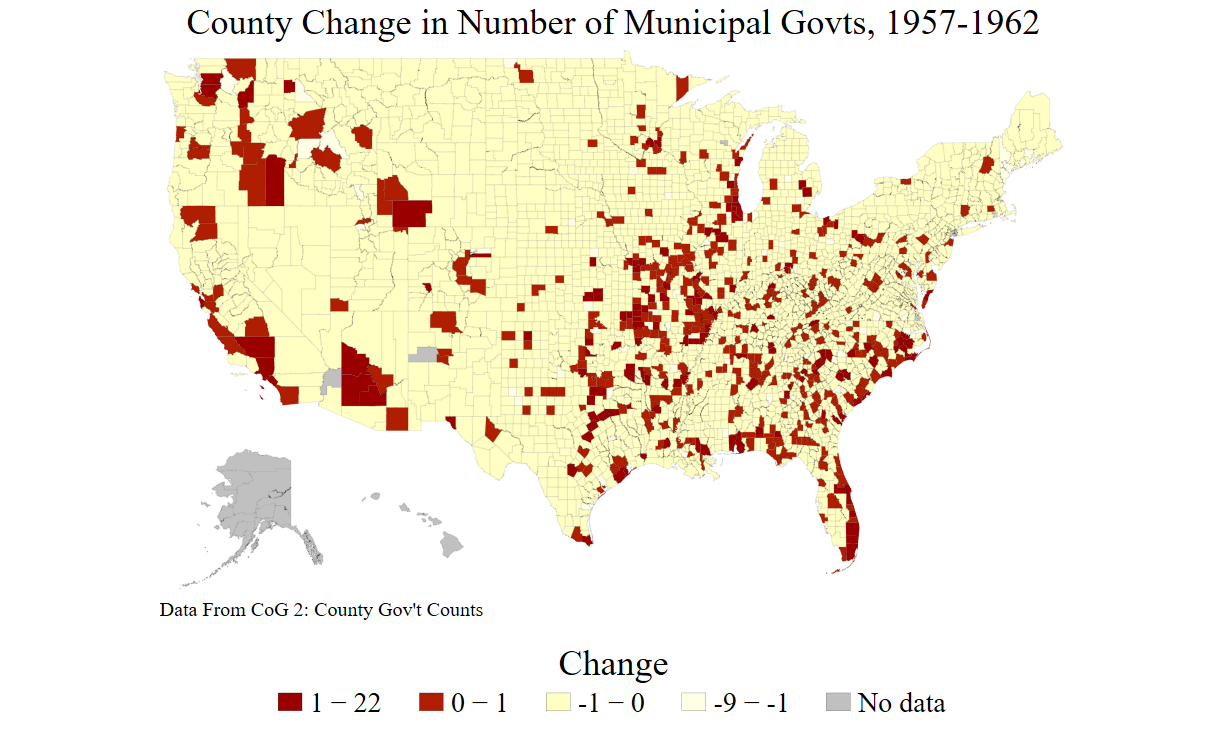 County Change in Number of Municipal Govts, 1957-1962
Data From CoG 2: County Gov't Counts
Change
1 − 22
0 − 1
-1 − 0
-9 − -1
No data